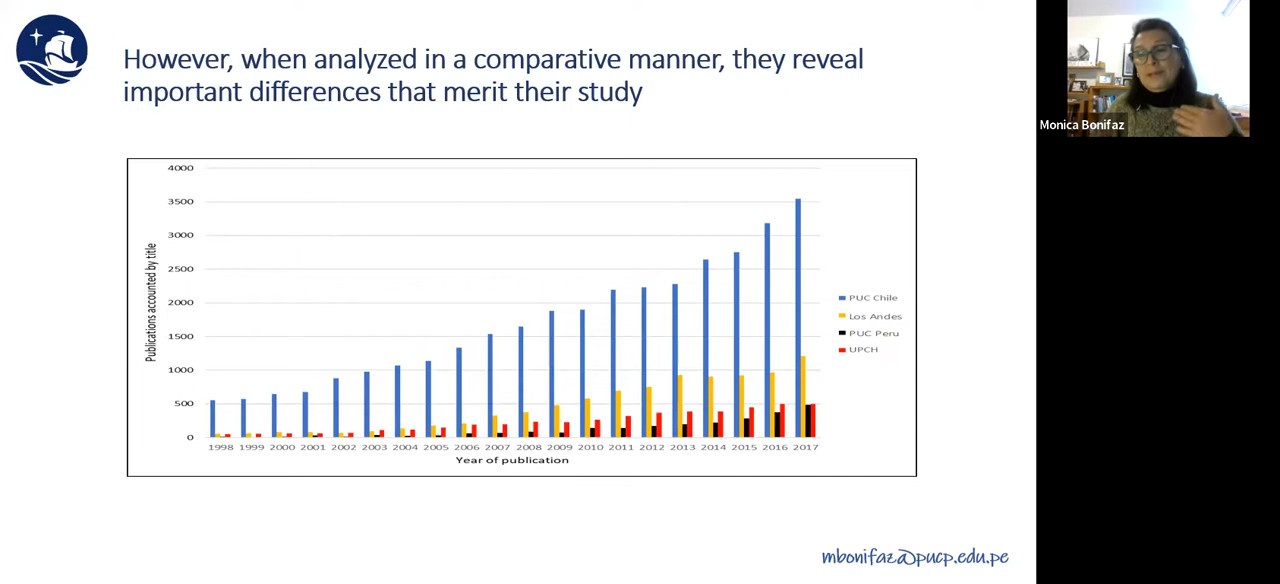 However, when analyzed in a comparative manner, they reveal
important differences that merit their study
Monica Bonifaz
Publications accounted by title
4000
3500
3000
2500
2000
1500
1000
500
0
1998 1999 2000 2001 2002 2003 2004 2005 2006 2007 2008 2009 2010 2011 2012 2013 2014 2015 2016 2017
Year of publication
PUC Chile
Los Andes
PUC Peru
UPCH
mbonifaz@pucp.edu.pe